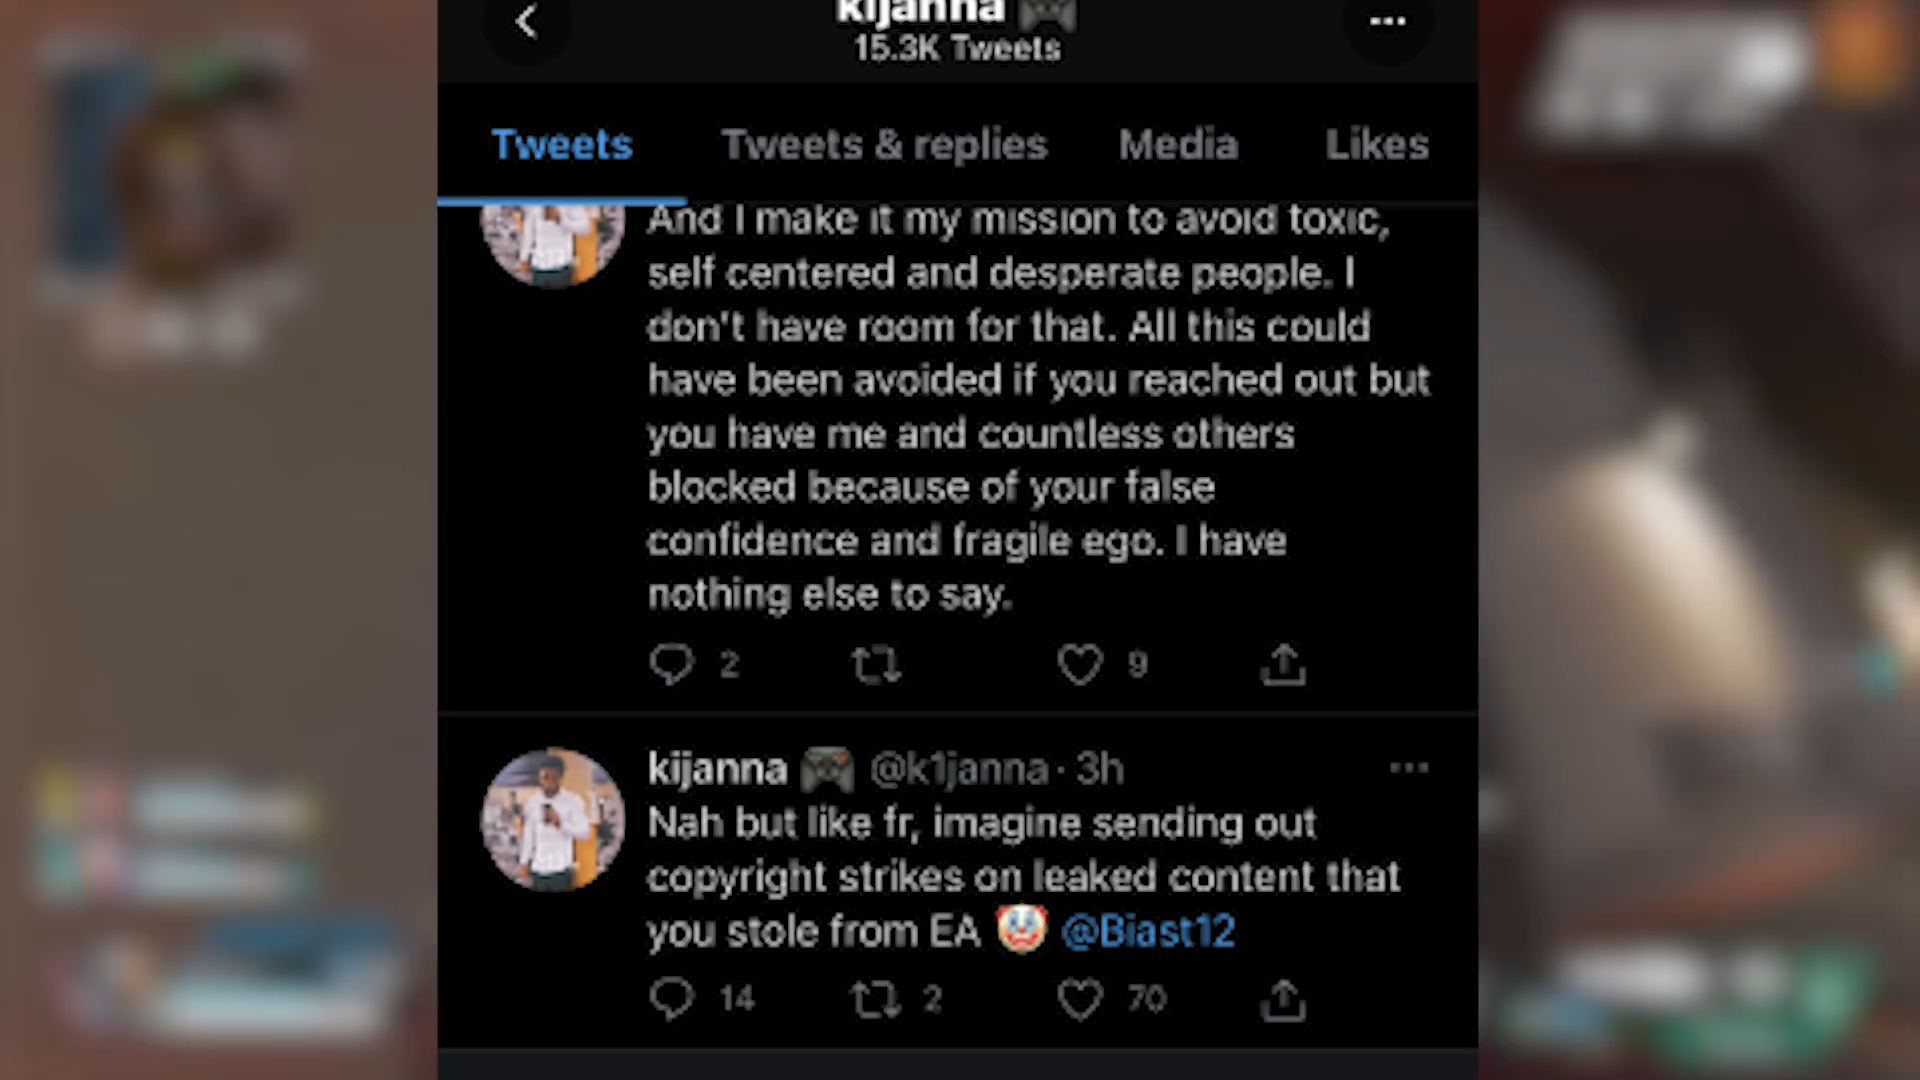 kijanna
15.3K Tweets
Tweets Tweets & replies Media Likes
And I make it my mission to avoid toxic,
self centered and desperate people. I
don't have room for that. All this could
have been avoided if you reached out but
you have me and countless others
blocked because of your false
confidence and fragile ego. I have
nothing else to say.
2 9
kijanna 🎮 @k1janna · 3h
Nah but like fr, imagine sending out
copyright strikes on leaked content that
you stole from EA 🤡 @Biast12
14 2 70